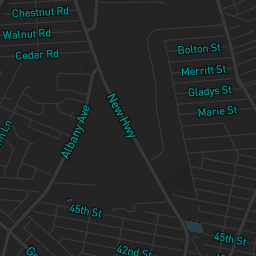 Chestnut Rd
Walnut Rd
Cedar Rd
Bolton St
Merritt St
Gladys St
Marie St
Albany Ave
New Hwy
Ln
45th St
45th St
42nd St